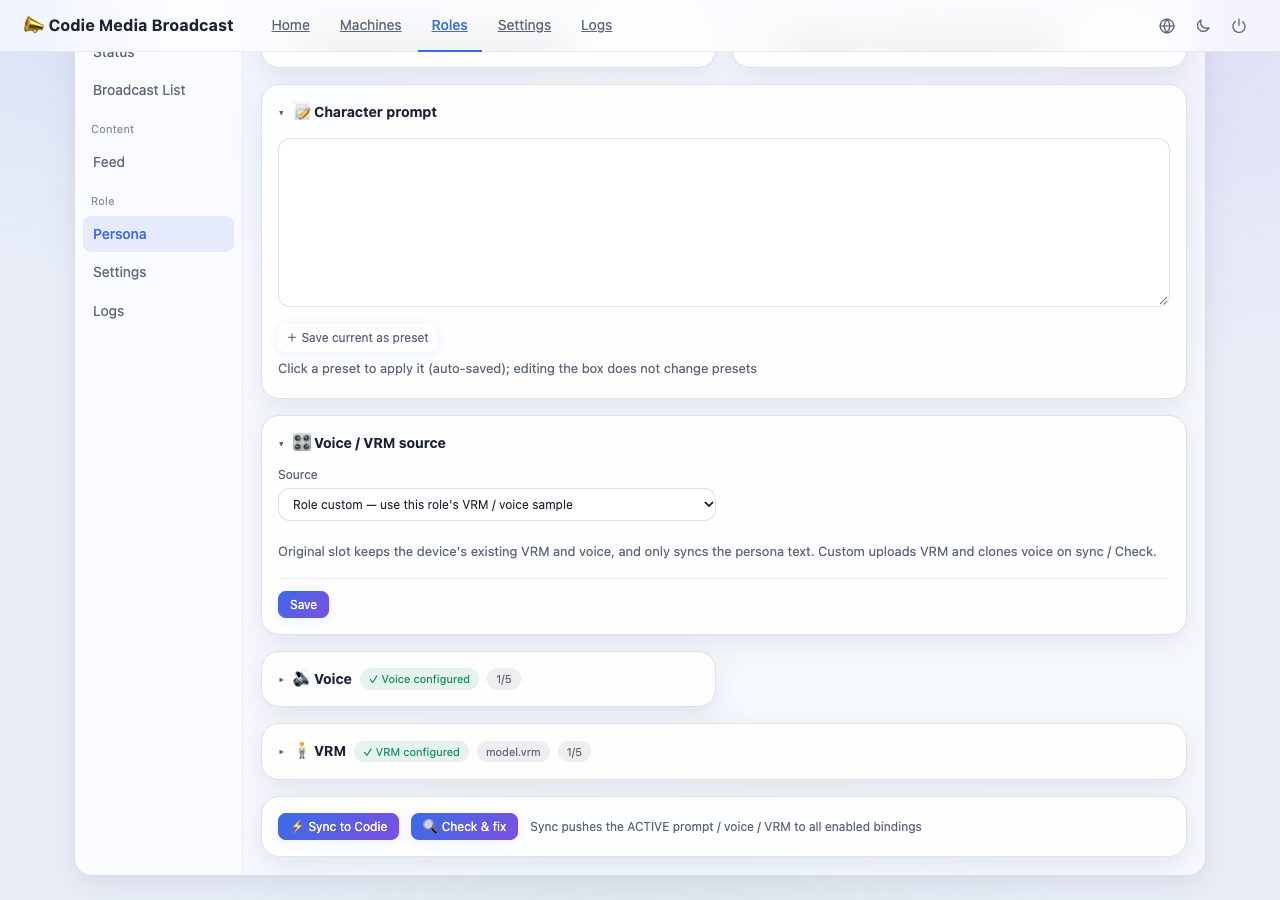 Codie Media Broadcast
Home
Machines
Roles
Settings
Logs
Status
Broadcast List
Content
Feed
Role
Persona
Settings
Logs
Character prompt
+ Save current as preset
Click a preset to apply it (auto-saved); editing the box does not change presets
Voice / VRM source
Source
Role custom — use this role's VRM / voice sample
Original slot keeps the device's existing VRM and voice, and only syncs the persona text. Custom uploads VRM and clones voice on sync / Check.
Save
Voice ✓ Voice configured 1/5
VRM ✓ VRM configured model.vrm 1/5
Sync to Codie
Check & fix
Sync pushes the ACTIVE prompt / voice / VRM to all enabled bindings